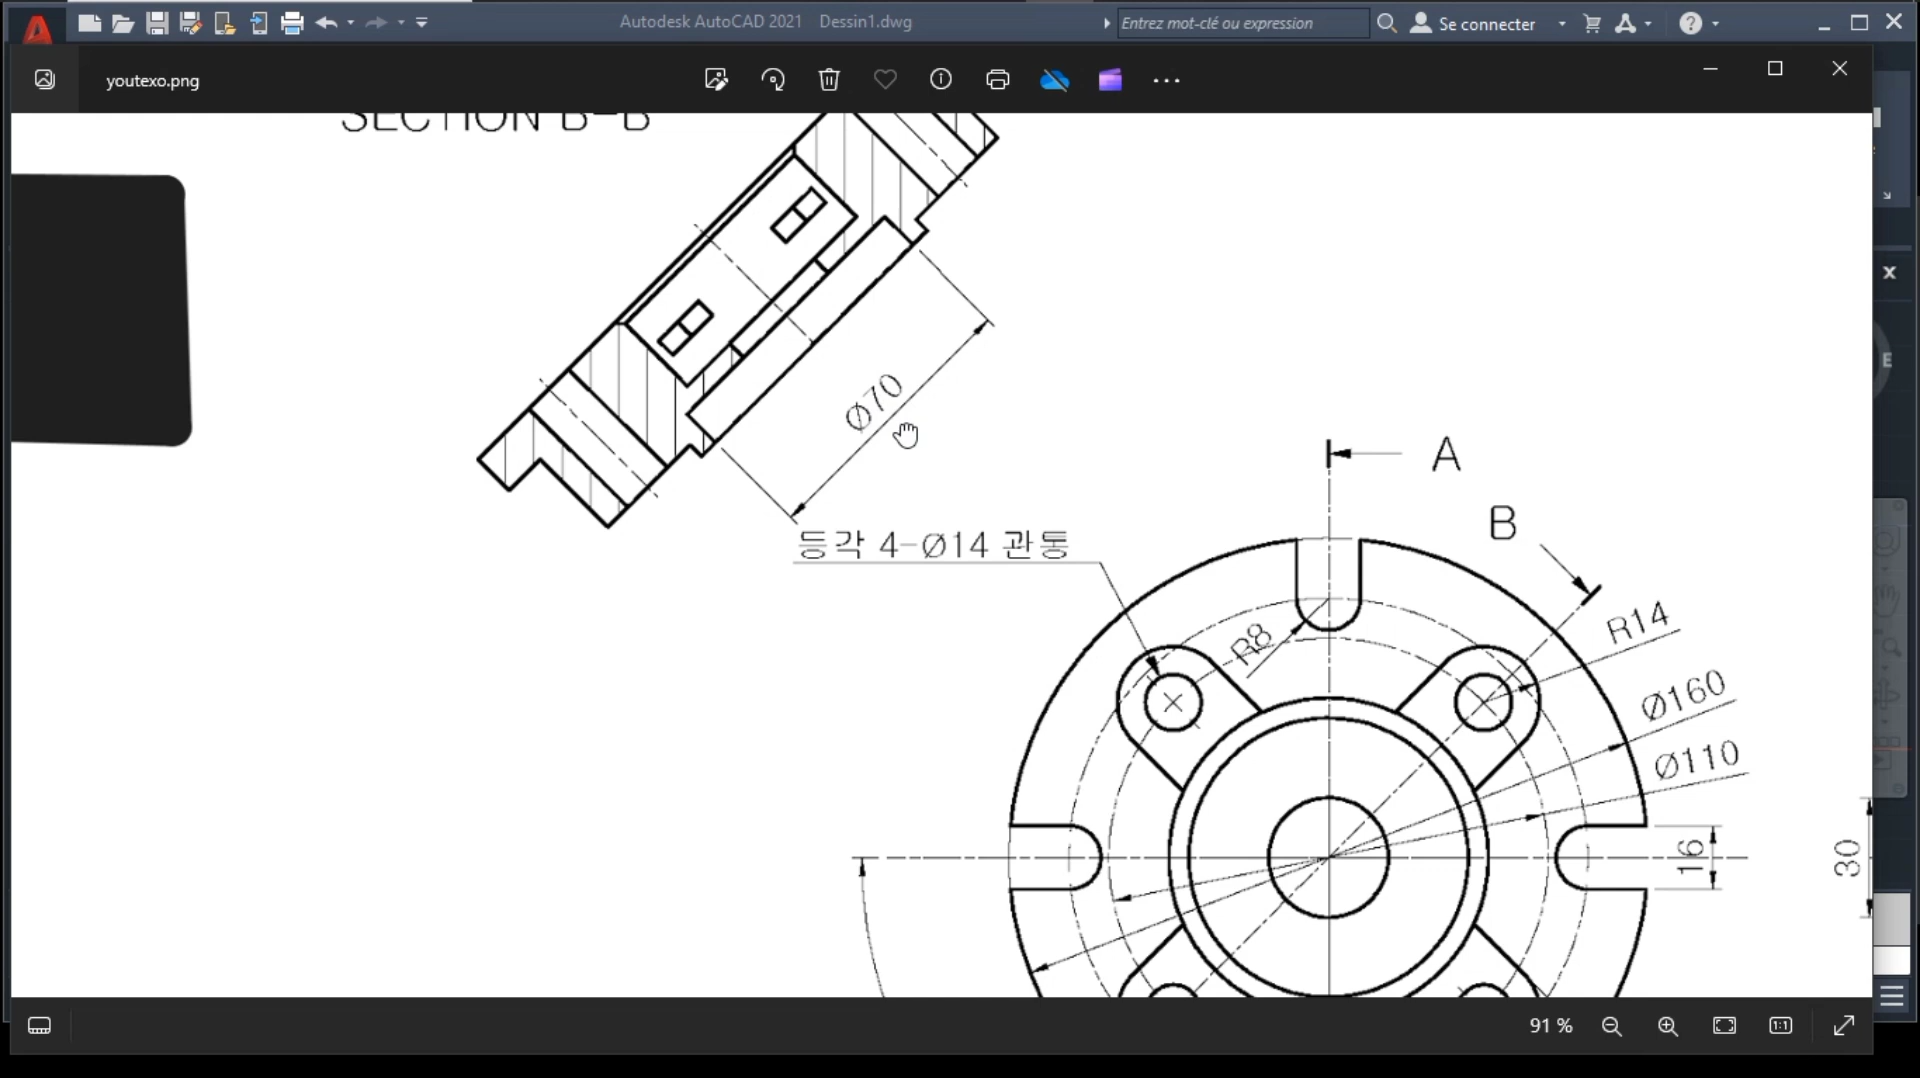 Autodesk AutoCAD 2021 Dessin1.dwg
Entrez mot-clé ou expression
Se connecter
youtexo.png
SECTION B-B
Ø70
등각 4-Ø14 관통
A
B
R8
R14
Ø160
Ø110
16
30
E
91 %
1:1